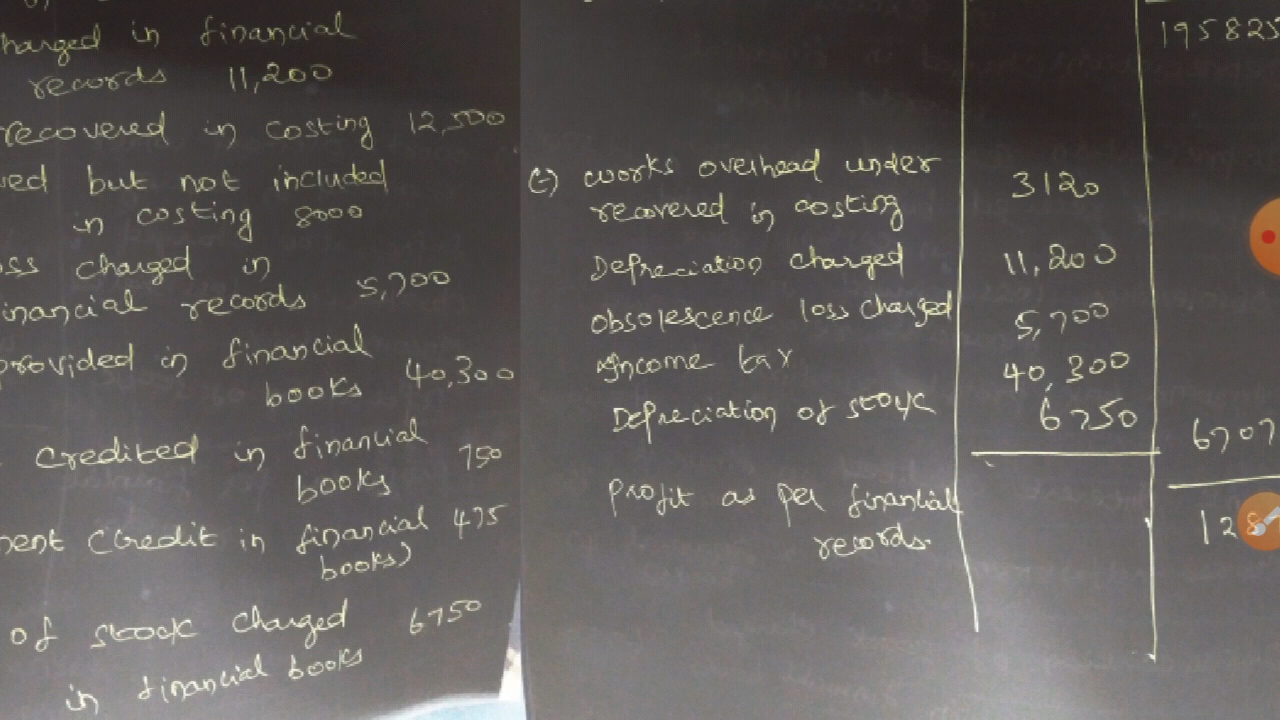 charged in financial
records 11,200
recovered in costing 12,500
ved but not included
in costing 8000
oss charged in
inancial records 5,700
provided in financial
books 40,300
credited in financial
books 750
ment credit in financial 475
books)
of stock charged 6750
in financial books
195825
(-) works overhead under
recovered in costing 3120
Depreciation charged 11,200
obsolescence loss charged 5,700
Income tax 40,300
Depreciation of stock 6750 6707
profit as per financial
records. 128